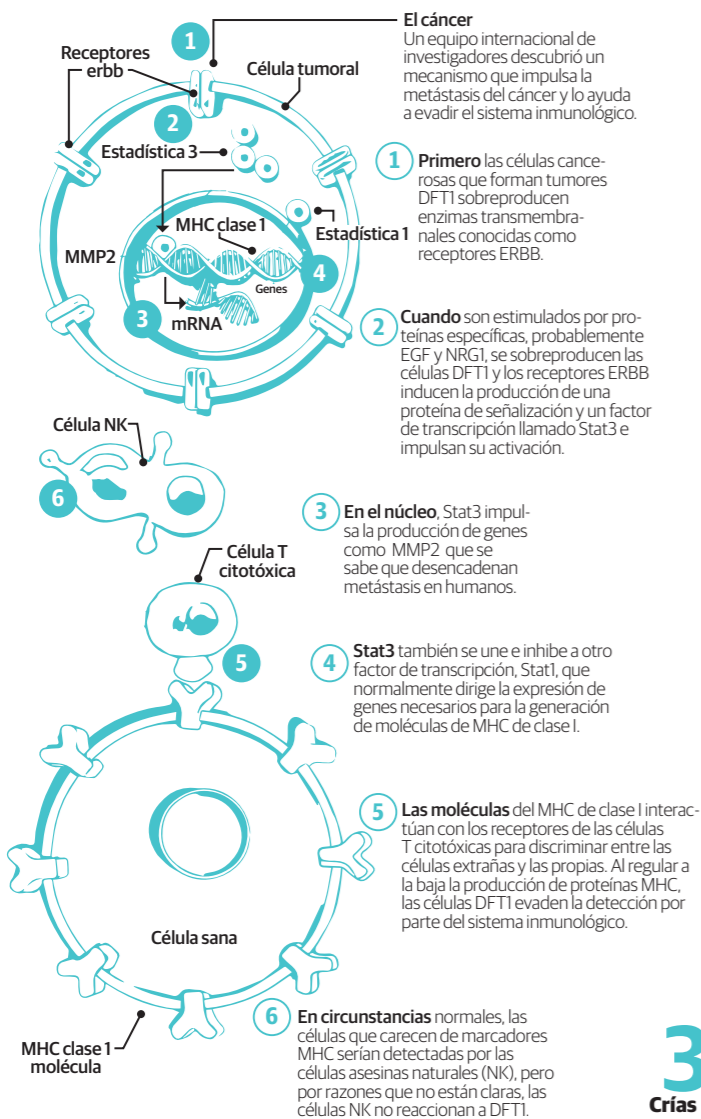 El cáncer
Un equipo internacional de
investigadores descubrió un
mecanismo que impulsa la
metástasis del cáncer y lo ayuda
a evadir el sistema inmunológico.
1
Receptores
erbb
Célula tumoral
2
Estadística 3
MHC clase 1
Estadística 1
MMP2
4
Genes
3
mRNA
1 Primero las células cance-
rosas que forman tumores
DFT1 sobreproducen
enzimas transmembra-
nales conocidas como
receptores ERBB.
2 Cuando son estimulados por pro-
teínas específicas, probablemente
EGF y NRG1, se sobreproducen las
células DFT1 y los receptores ERBB
inducen la producción de una
proteína de señalización y un factor
de transcripción llamado Stat3 e
impulsan su activación.
Célula NK
6
3 En el núcleo, Stat3 impul-
sa la producción de genes
como MMP2 que se
sabe que desencadenan
metástasis en humanos.
Célula T
citotóxica
5
4 Stat3 también se une e inhibe a otro
factor de transcripción, Stat1, que
normalmente dirige la expresión de
genes necesarios para la generación
de moléculas de MHC de clase I.
5 Las moléculas del MHC de clase I interac-
túan con los receptores de las células
T citotóxicas para discriminar entre las
células extrañas y las propias. Al regular a
la baja la producción de proteínas MHC,
las células DFT1 evaden la detección por
parte del sistema inmunológico.
Célula sana
MHC clase 1
molécula
6 En circunstancias normales, las
células que carecen de marcadores
MHC serían detectadas por las
células asesinas naturales (NK), pero
por razones que no están claras, las
células NK no reaccionan a DFT1.
3
Crías